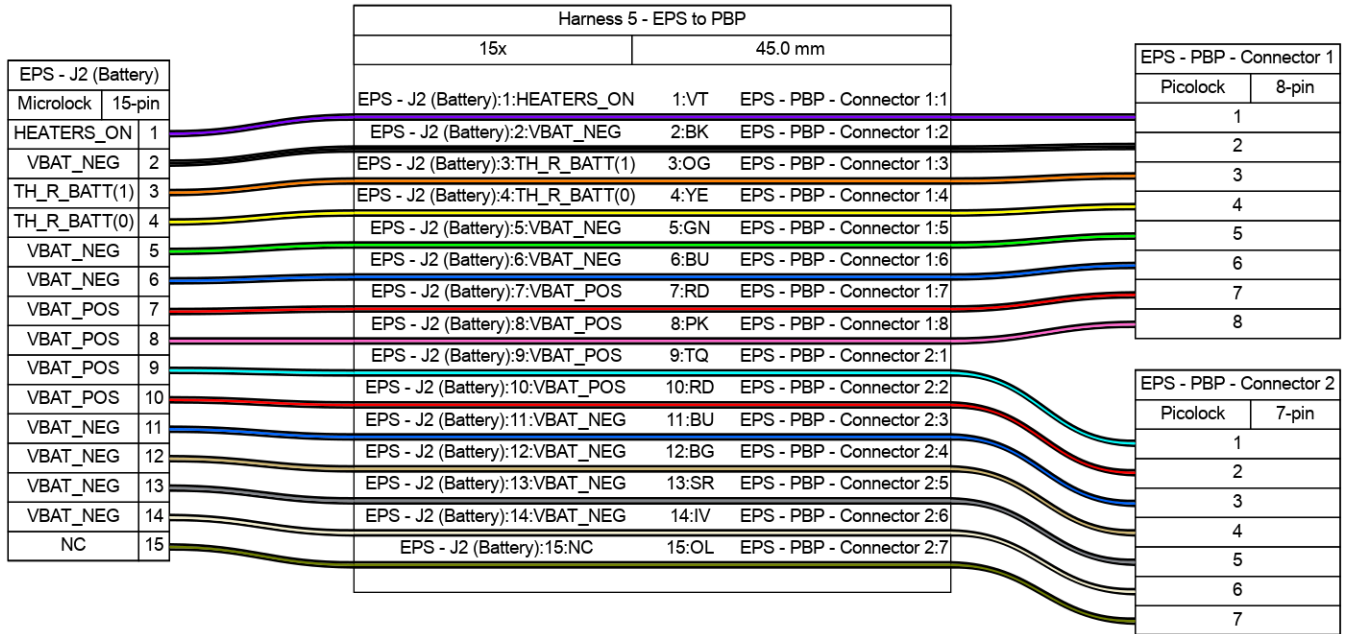 Harness 5 - EPS to PBP
15x 45.0 mm
EPS - J2 (Battery)
Microlock 15-pin
HEATERS_ON 1
VBAT_NEG 2
TH_R_BATT(1) 3
TH_R_BATT(0) 4
VBAT_NEG 5
VBAT_NEG 6
VBAT_POS 7
VBAT_POS 8
VBAT_POS 9
VBAT_POS 10
VBAT_NEG 11
VBAT_NEG 12
VBAT_NEG 13
VBAT_NEG 14
NC 15
EPS - J2 (Battery):1:HEATERS_ON 1:VT EPS - PBP - Connector 1:1
EPS - J2 (Battery):2:VBAT_NEG 2:BK EPS - PBP - Connector 1:2
EPS - J2 (Battery):3:TH_R_BATT(1) 3:OG EPS - PBP - Connector 1:3
EPS - J2 (Battery):4:TH_R_BATT(0) 4:YE EPS - PBP - Connector 1:4
EPS - J2 (Battery):5:VBAT_NEG 5:GN EPS - PBP - Connector 1:5
EPS - J2 (Battery):6:VBAT_NEG 6:BU EPS - PBP - Connector 1:6
EPS - J2 (Battery):7:VBAT_POS 7:RD EPS - PBP - Connector 1:7
EPS - J2 (Battery):8:VBAT_POS 8:PK EPS - PBP - Connector 1:8
EPS - J2 (Battery):9:VBAT_POS 9:TQ EPS - PBP - Connector 2:1
EPS - J2 (Battery):10:VBAT_POS 10:RD EPS - PBP - Connector 2:2
EPS - J2 (Battery):11:VBAT_NEG 11:BU EPS - PBP - Connector 2:3
EPS - J2 (Battery):12:VBAT_NEG 12:BG EPS - PBP - Connector 2:4
EPS - J2 (Battery):13:VBAT_NEG 13:SR EPS - PBP - Connector 2:5
EPS - J2 (Battery):14:VBAT_NEG 14:IV EPS - PBP - Connector 2:6
EPS - J2 (Battery):15:NC 15:OL EPS - PBP - Connector 2:7
EPS - PBP - Connector 1
Picolock 8-pin
1
2
3
4
5
6
7
8
EPS - PBP - Connector 2
Picolock 7-pin
1
2
3
4
5
6
7